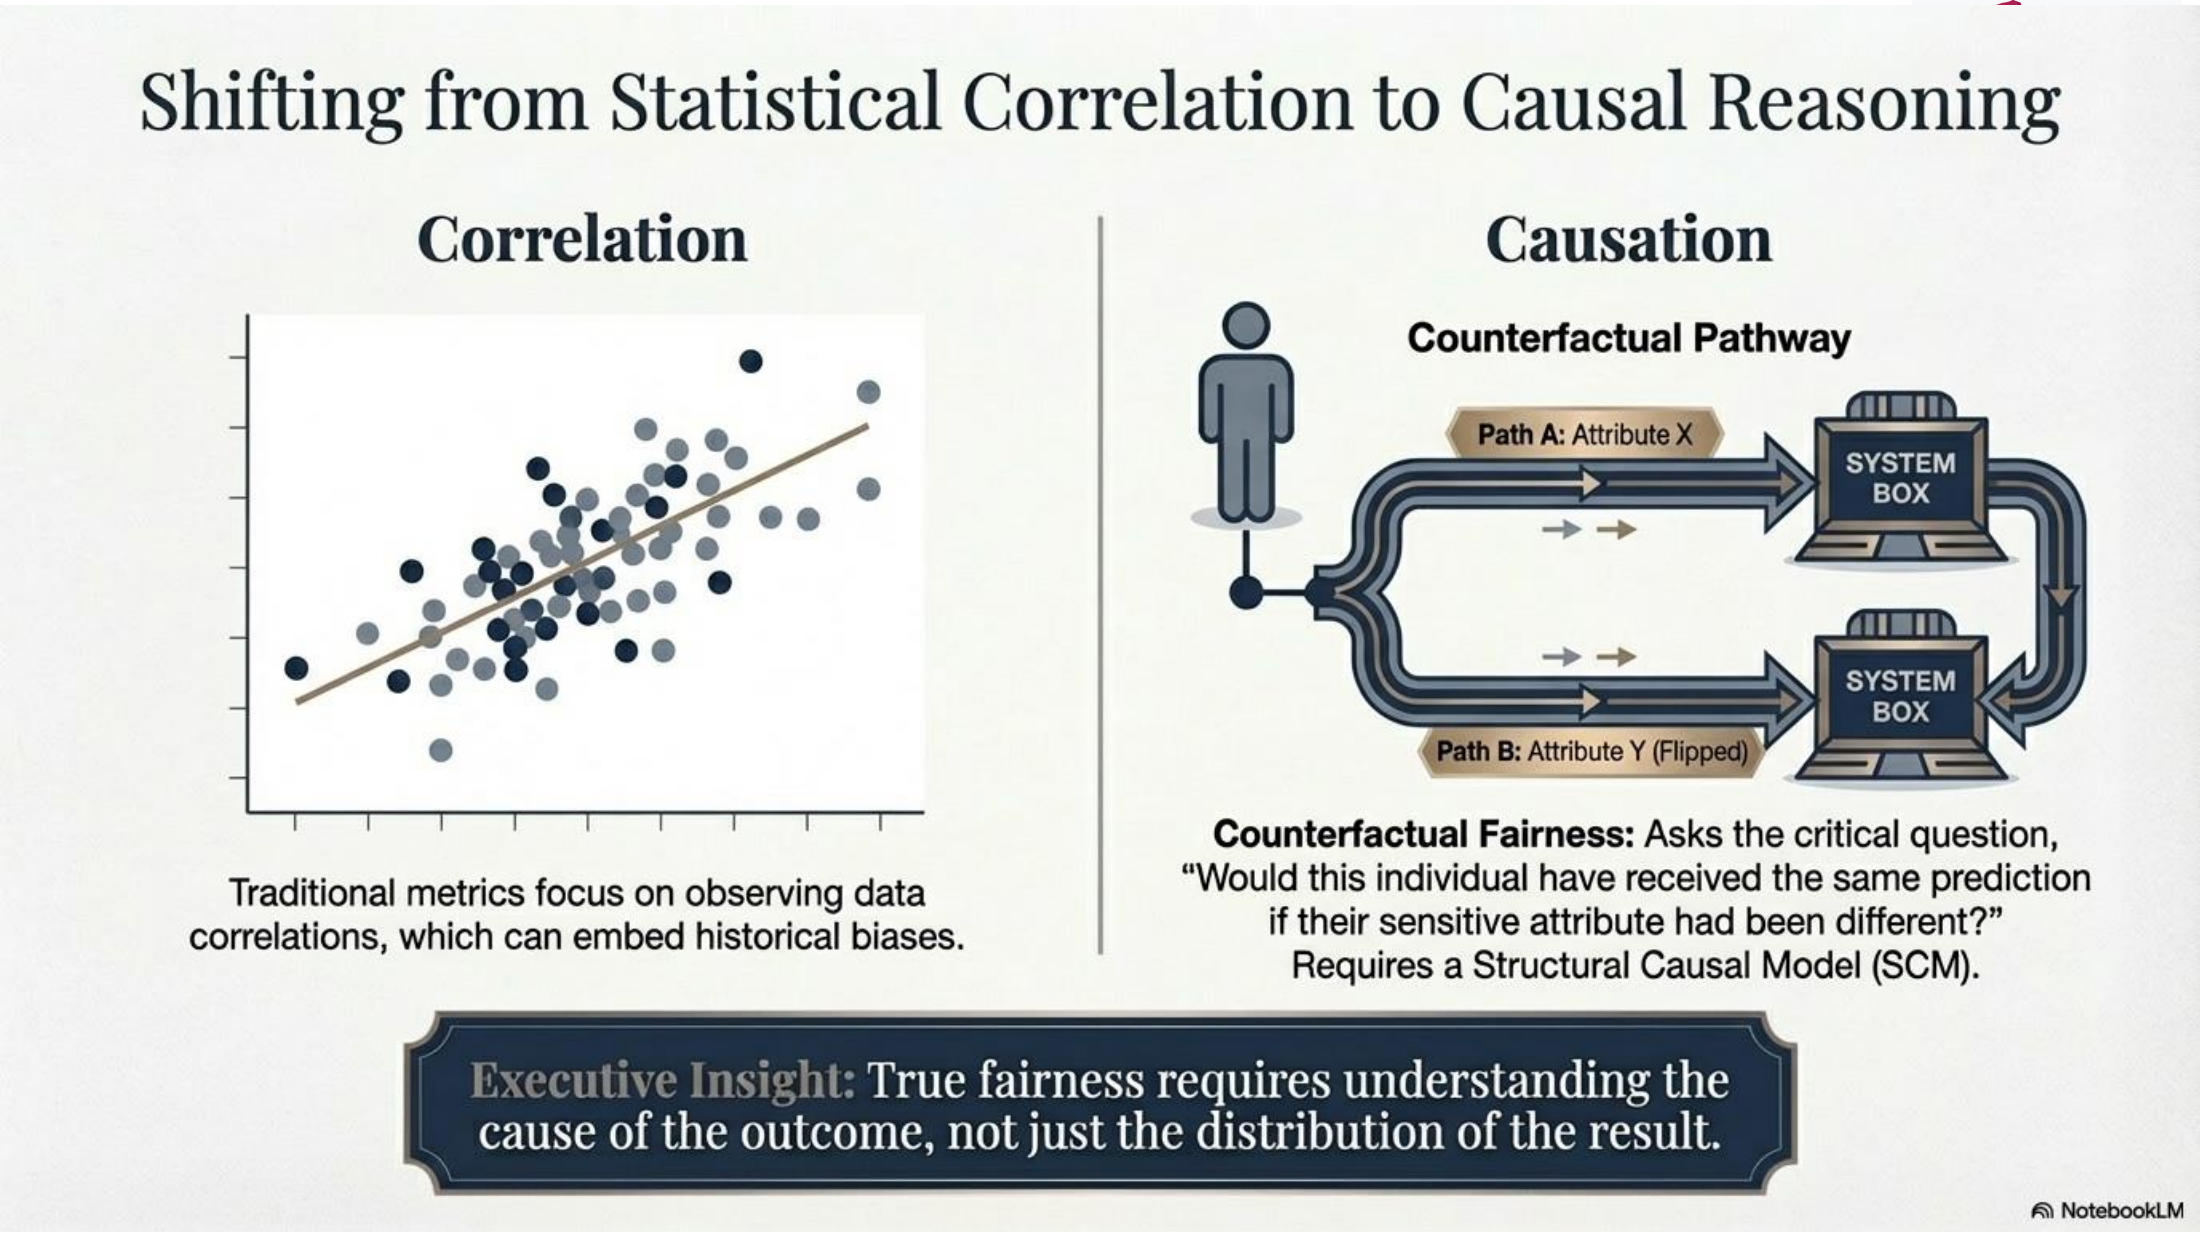 Shifting from Statistical Correlation to Causal Reasoning
Correlation
Traditional metrics focus on observing data
correlations, which can embed historical biases.
Causation
Counterfactual Pathway
Path A: Attribute X
SYSTEM
BOX
SYSTEM
BOX
Path B: Attribute Y (Flipped)
Counterfactual Fairness: Asks the critical question,
“Would this individual have received the same prediction
if their sensitive attribute had been different?”
Requires a Structural Causal Model (SCM).
Executive Insight: True fairness requires understanding the
cause of the outcome, not just the distribution of the result.
NotebookLM